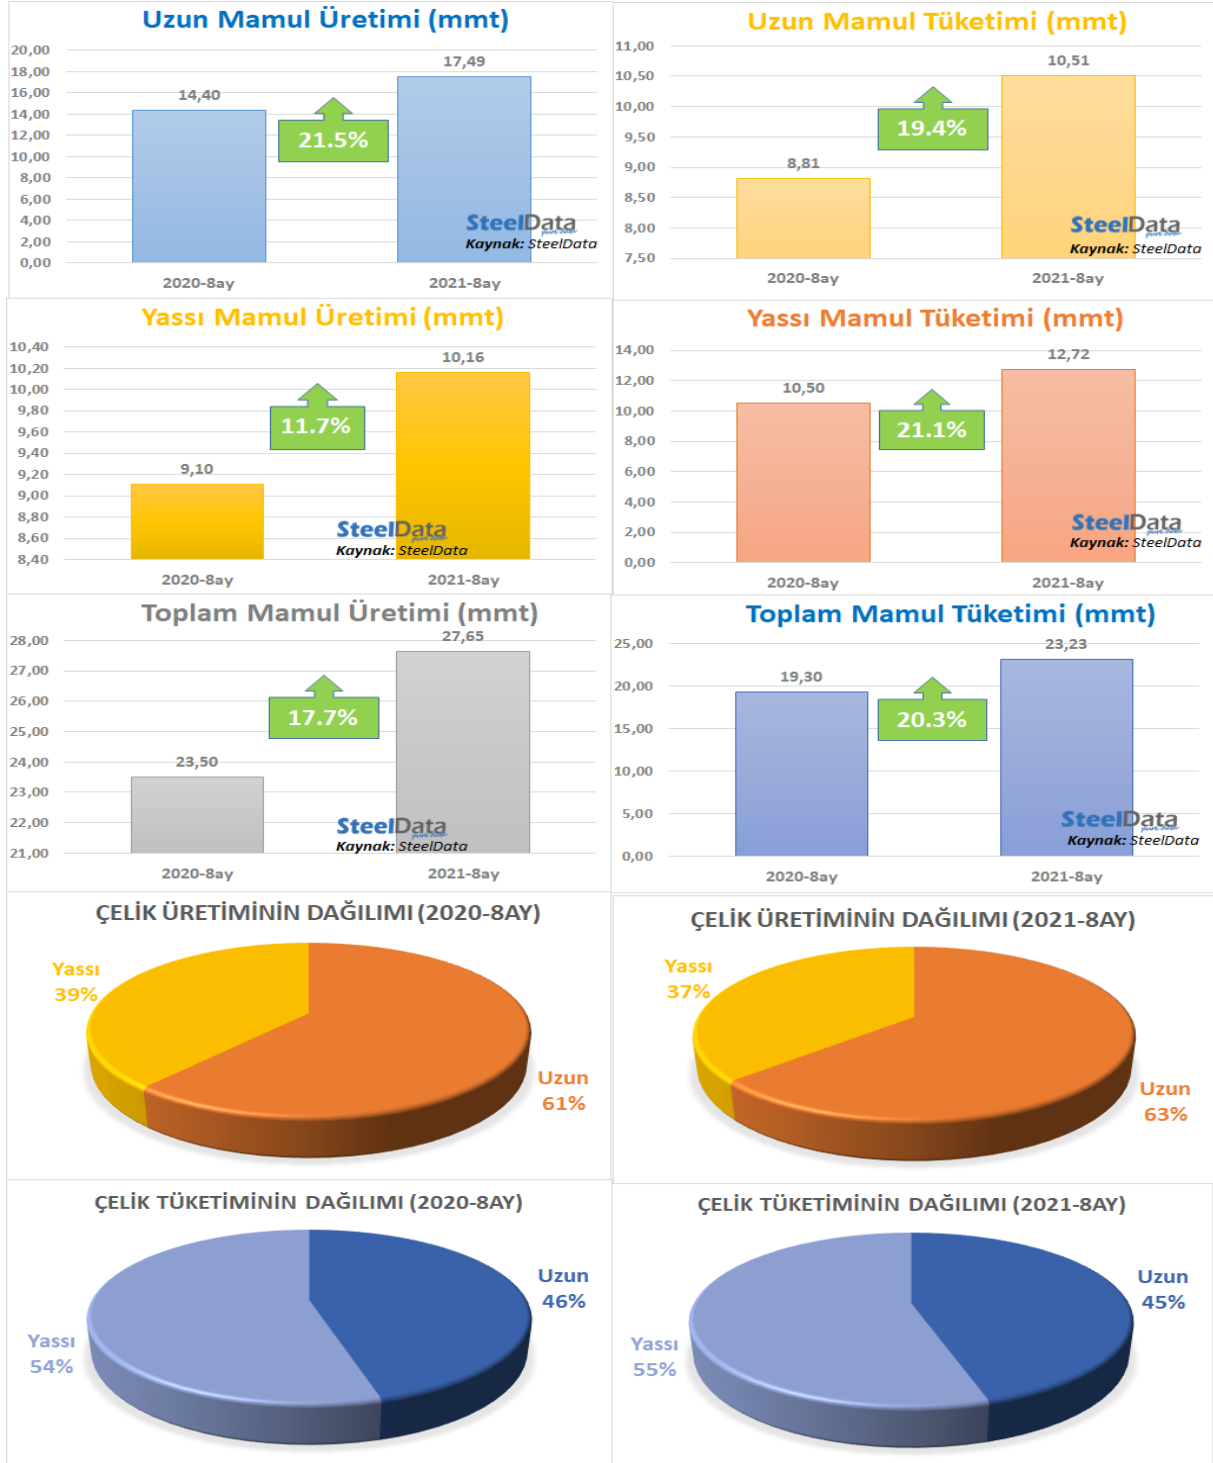 Uzun Mamul Üretimi (mmt)
20,00
18,00
16,00
14,00
12,00
10,00
8,00
6,00
4,00
2,00
0,00
14,40
17,49
21.5%
SteelData
Kaynak: SteelData
2020-8ay
2021-8ay
Uzun Mamul Tüketimi (mmt)
11,00
10,50
10,00
9,50
9,00
8,50
8,00
7,50
8,81
10,51
19.4%
SteelData
Kaynak: SteelData
2020-8ay
2021-8ay
Yassı Mamul Üretimi (mmt)
10,40
10,20
10,00
9,80
9,60
9,40
9,20
9,00
8,80
8,60
8,40
9,10
10,16
11.7%
SteelData
Kaynak: SteelData
2020-8ay
2021-8ay
Yassı Mamul Tüketimi (mmt)
14,00
12,00
10,00
8,00
6,00
4,00
2,00
0,00
10,50
12,72
21.1%
SteelData
Kaynak: SteelData
2020-8ay
2021-8ay
Toplam Mamul Üretimi (mmt)
28,00
27,00
26,00
25,00
24,00
23,00
22,00
21,00
23,50
27,65
17.7%
SteelData
Kaynak: SteelData
2020-8ay
2021-8ay
Toplam Mamul Tüketimi (mmt)
25,00
20,00
15,00
10,00
5,00
0,00
19,30
23,23
20.3%
SteelData
Kaynak: SteelData
2020-8ay
2021-8ay
ÇELİK ÜRETİMİNİN DAĞILIMI (2020-8AY)
Yassı
39%
Uzun
61%
ÇELİK ÜRETİMİNİN DAĞILIMI (2021-8AY)
Yassı
37%
Uzun
63%
ÇELİK TÜKETİMİNİN DAĞILIMI (2020-8AY)
Uzun
46%
Yassı
54%
ÇELİK TÜKETİMİNİN DAĞILIMI (2021-8AY)
Uzun
45%
Yassı
55%